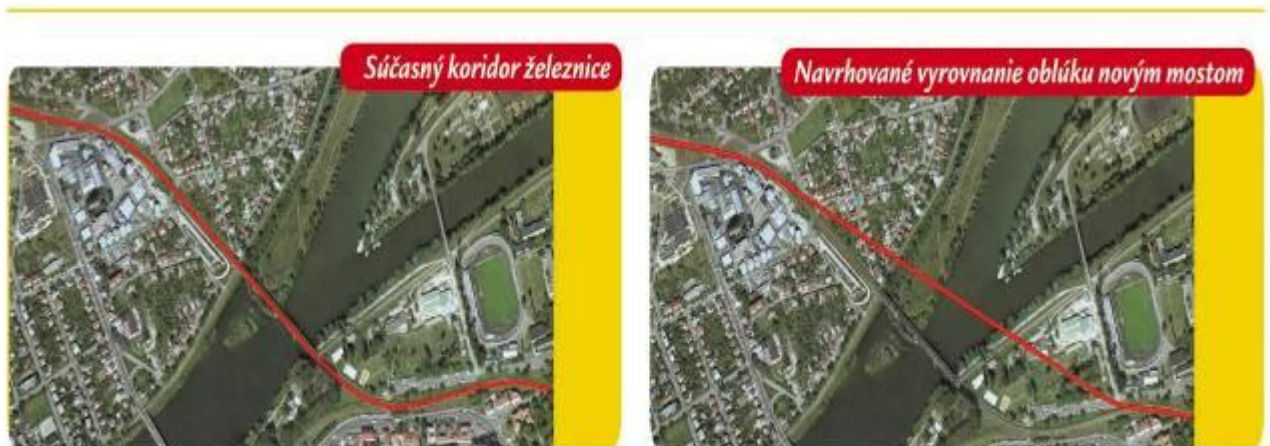 Súčasný koridor železnice
Navrhované vyrovnanie oblúku novým mostom